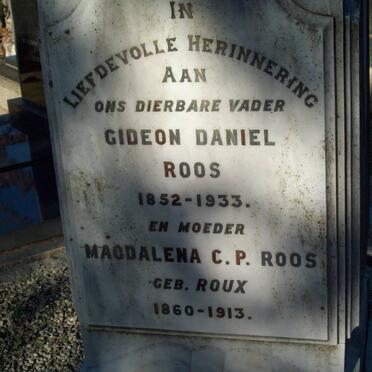 IN
LIEFDEVOLLE HERINNERING
AAN
ONS DIERBARE VADER
GIDEON DANIEL
ROOS
1852-1933.
EN MOEDER
MAGDALENA C.P. ROOS
GEB. ROUX
1860-1913.